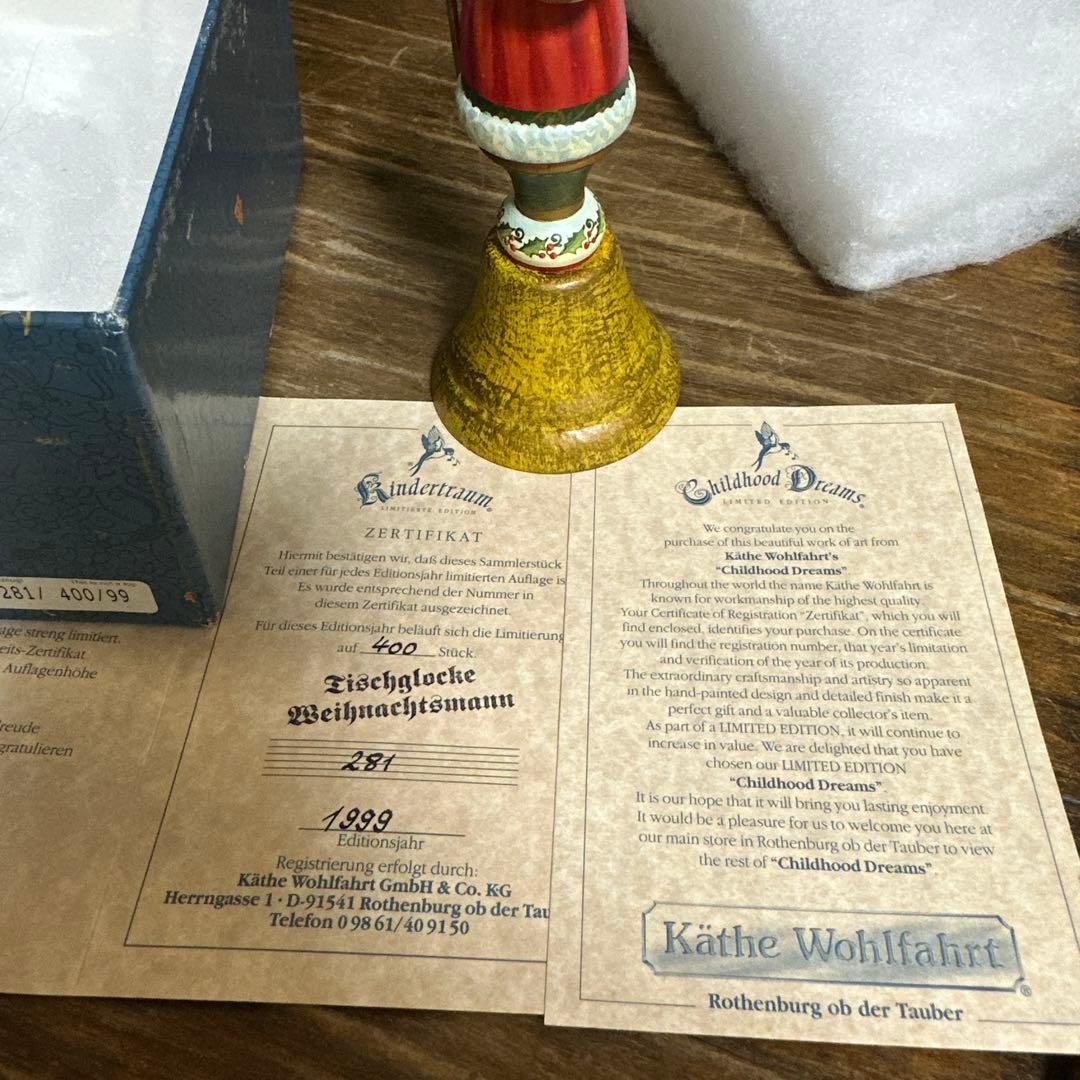 281/ 400/99
age streng limitiert.
eits-Zertifikat
Auflagenhöhe
reude
gratulieren
Kindertraum®
LIMITIERTE EDITION
ZERTIFIKAT
Hiermit bestätigen wir, daß dieses Sammlerstück
Teil einer für jedes Editionsjahr limitierten Auflage is
Es wurde entsprechend der Nummer in
diesem Zertifikat ausgezeichnet.
Für dieses Editionsjahr beläuft sich die Limitierung
auf 400 Stück.
Tischglocke
Weihnachtsmann
281
1999
Editionsjahr
Registrierung erfolgt durch:
Käthe Wohlfahrt GmbH & Co. KG
Herrngasse 1 · D-91541 Rothenburg ob der Tau
Telefon 0 98 61/40 91 50
Childhood Dreams®
LIMITED EDITION
We congratulate you on the
purchase of this beautiful work of art from
Käthe Wohlfahrt's
"Childhood Dreams".
Throughout the world the name Käthe Wohlfahrt is
known for workmanship of the highest quality.
Your Certificate of Registration "Zertifikat", which you will
find enclosed, identifies your purchase. On the certificate
you will find the registration number, that year's limitation
and verification of the year of its production.
The extraordinary craftsmanship and artistry so apparent
in the hand-painted design and detailed finish make it a
perfect gift and a valuable collector's item.
As part of a LIMITED EDITION, it will continue to
increase in value. We are delighted that you have
chosen our LIMITED EDITION
"Childhood Dreams".
It is our hope that it will bring you lasting enjoyment.
It would be a pleasure for us to welcome you here at
our main store in Rothenburg ob der Tauber to view
the rest of "Childhood Dreams".
Käthe Wohlfahrt®
Rothenburg ob der Tauber